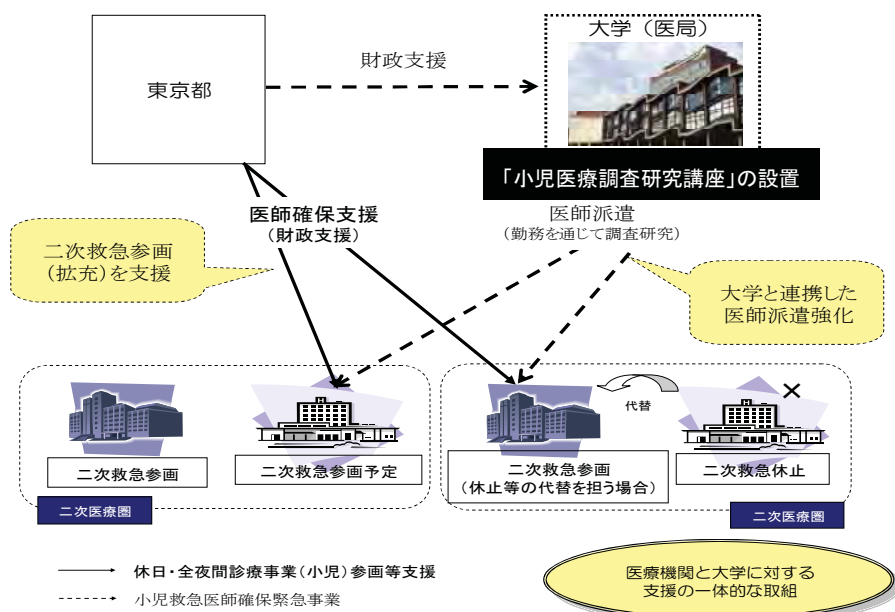 東京都
財政支援
大学（医局）
「小児医療調査研究講座」の設置
医師確保支援
（財政支援）
医師派遣
（勤務を通じて調査研究）
二次救急参画
（拡充）を支援
大学と連携した
医師派遣強化
代替
×
二次救急参画
二次救急参画予定
二次救急参画
（休止等の代替を担う場合）
二次救急休止
二次医療圏
二次医療圏
休日・全夜間診療事業（小児）参画等支援
小児救急医師確保緊急事業
医療機関と大学に対する
支援の一体的な取組